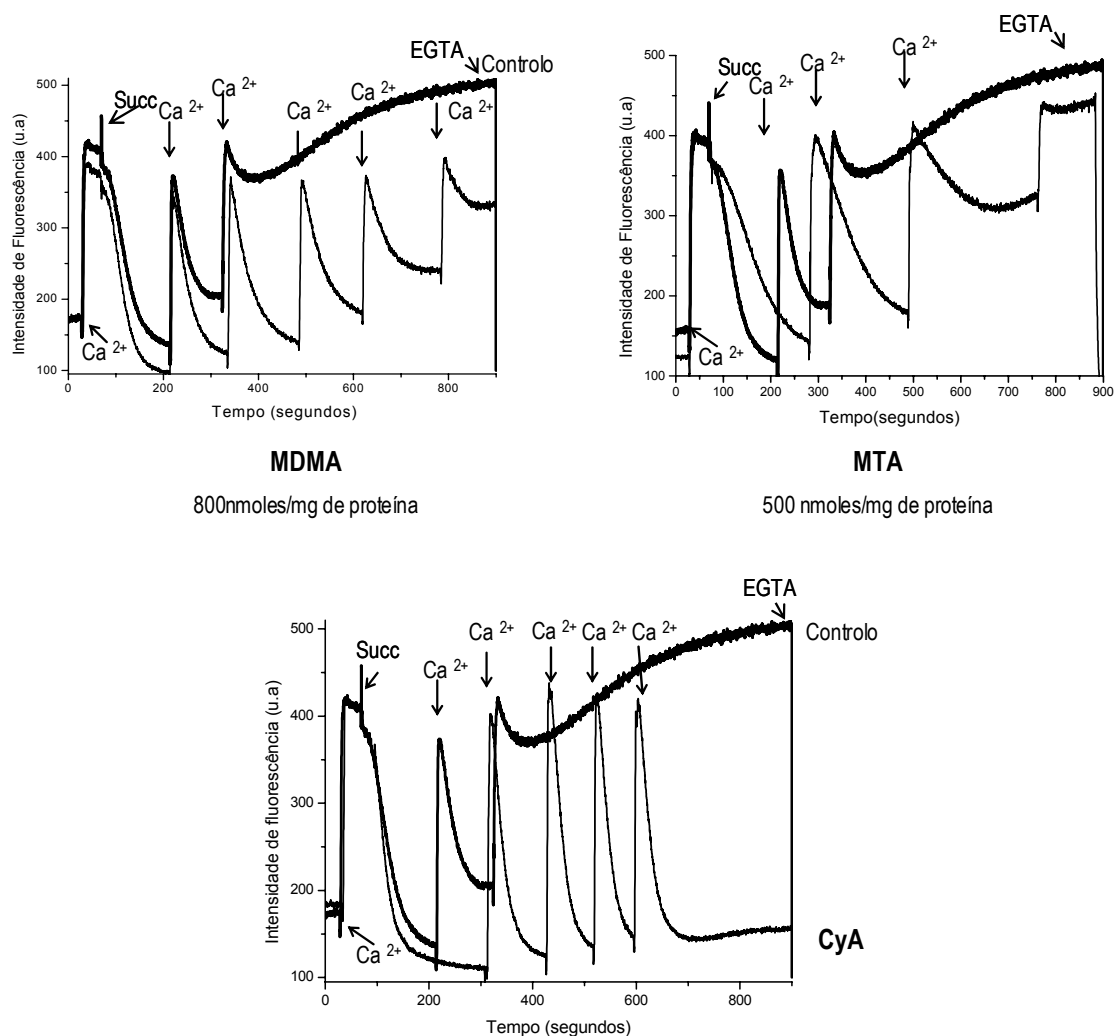 EGTA
Controlo
Ca 2+
Succ
Ca 2+
Ca 2+
Ca 2+
Ca 2+
Ca 2+
500
400
300
200
100
Intensidade de Fluorescência (u.a)
0
200
400
600
800
Tempo (segundos)
MDMA
800nmoles/mg de proteína
EGTA
Ca 2+
Ca 2+
Succ
Ca 2+
Ca 2+
500
400
300
200
100
Intensidade de Fluorescência (u.a)
0
100
200
300
400
500
600
700
800
900
Tempo(segundos)
MTA
500 nmoles/mg de proteína
EGTA
Controlo
Ca 2+
Ca 2+
Ca 2+
Ca 2+
Succ
Ca 2+
Ca 2+
500
400
300
200
100
Intensidade de fluorescência (u.a)
CyA
0
200
400
600
800
Tempo (segundos)